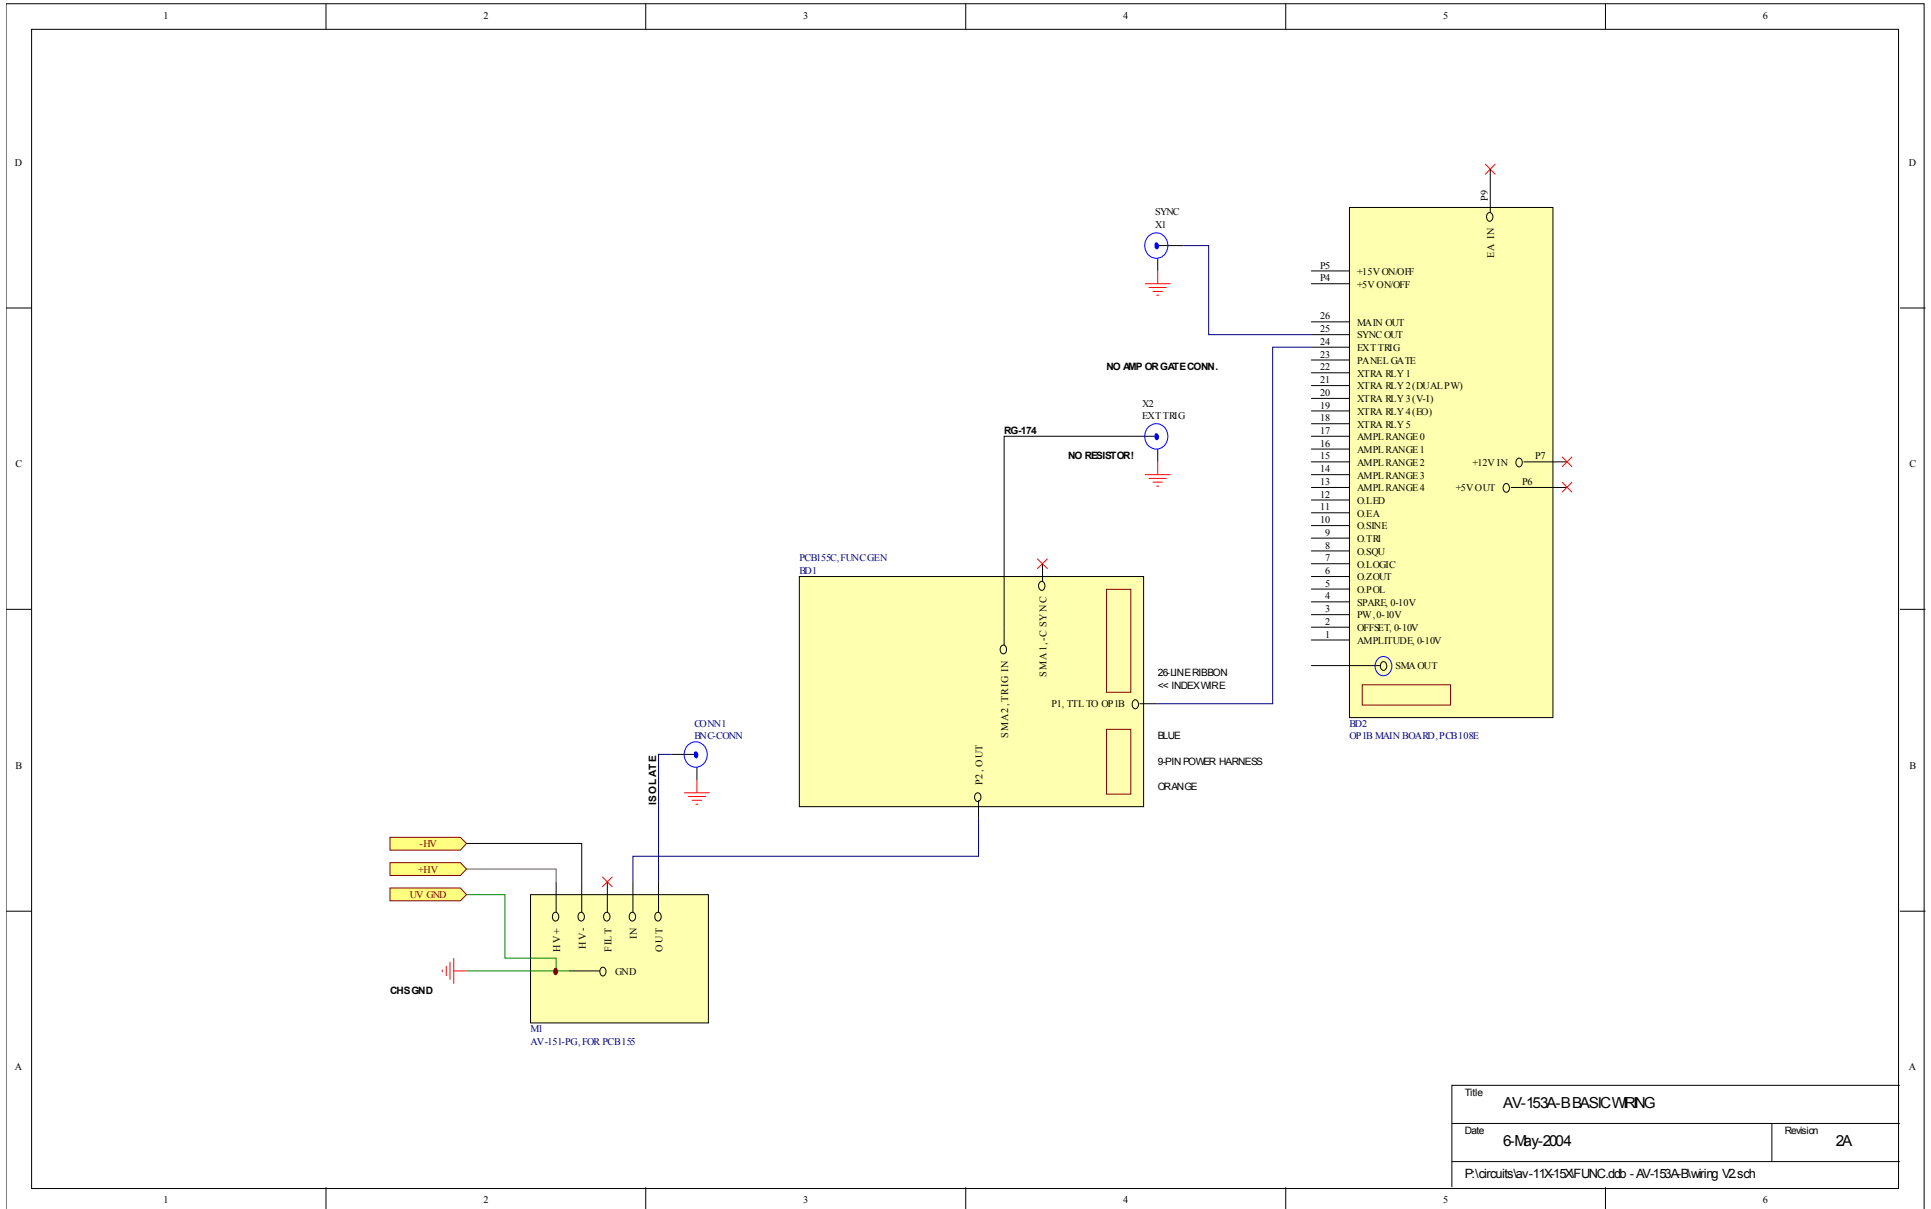 1 2 3 4 5 6
D D
C C
B B
A A
SYNC
X1
P9
EA IN
P5 +15V ON/OFF
P4 +5V ON/OFF
26 MAIN OUT
25 SYNC OUT
24 EXT TRIG
23 PANEL GATE
22 XTRA RLY 1
21 XTRA RLY 2 (DUAL PW)
20 XTRA RLY 3 (V-I)
19 XTRA RLY 4 (EO)
18 XTRA RLY 5
17 AMPL RANGE 0
16 AMPL RANGE 1
15 AMPL RANGE 2
14 AMPL RANGE 3
13 AMPL RANGE 4
12 O.LED
11 O.EA
10 O.SINE
9 O.TRI
8 O.SQU
7 O.LOGIC
6 O.ZOUT
5 O.POL
4 SPARE, 0-10V
3 PW, 0-10V
2 OFFSET, 0-10V
1 AMPLITUDE, 0-10V
SMA OUT
+12V IN P7
+5V OUT P6
BD2
OP1B MAIN BOARD, PCB108E
NO AMP OR GATE CONN.
X2
EXT TRIG
RG-174
NO RESISTOR!
PCB155C, FUNC GEN
BD1
SMA1, -C SYNC
SMA2, TRIG IN
P1, TTL TO OP1B
P2, OUT
26-LINE RIBBON
<< INDEX WIRE
BLUE
9-PIN POWER HARNESS
ORANGE
CONN1
BNC-CONN
ISOLATE
-HV
+HV
UV GND
HV+
HV-
FILT
IN
OUT
GND
CHS GND
M1
AV-151-PG, FOR PCB155
Title AV-153A-B BASIC WIRING
Date 6-May-2004 Revision 2A
P:\circuits\av-11X-15X\FUNC.ddb - AV-153A-B\wiring V2.sch
1 2 3 4 5 6